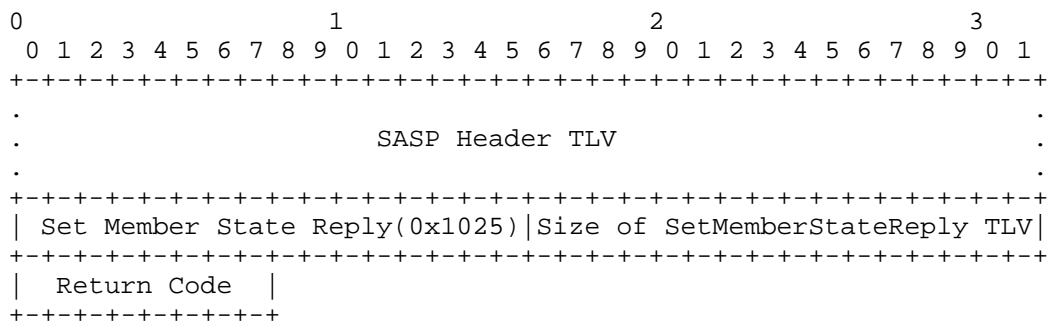 0                   1                   2                   3
 0 1 2 3 4 5 6 7 8 9 0 1 2 3 4 5 6 7 8 9 0 1 2 3 4 5 6 7 8 9 0 1
+-+-+-+-+-+-+-+-+-+-+-+-+-+-+-+-+-+-+-+-+-+-+-+-+-+-+-+-+-+-+-+-+
.                                                               .
.                      SASP Header TLV                          .
.                                                               .
+-+-+-+-+-+-+-+-+-+-+-+-+-+-+-+-+-+-+-+-+-+-+-+-+-+-+-+-+-+-+-+-+
| Set Member State Reply(0x1025)|Size of SetMemberStateReply TLV|
+-+-+-+-+-+-+-+-+-+-+-+-+-+-+-+-+-+-+-+-+-+-+-+-+-+-+-+-+-+-+-+-+
|  Return Code  |
+-+-+-+-+-+-+-+-+